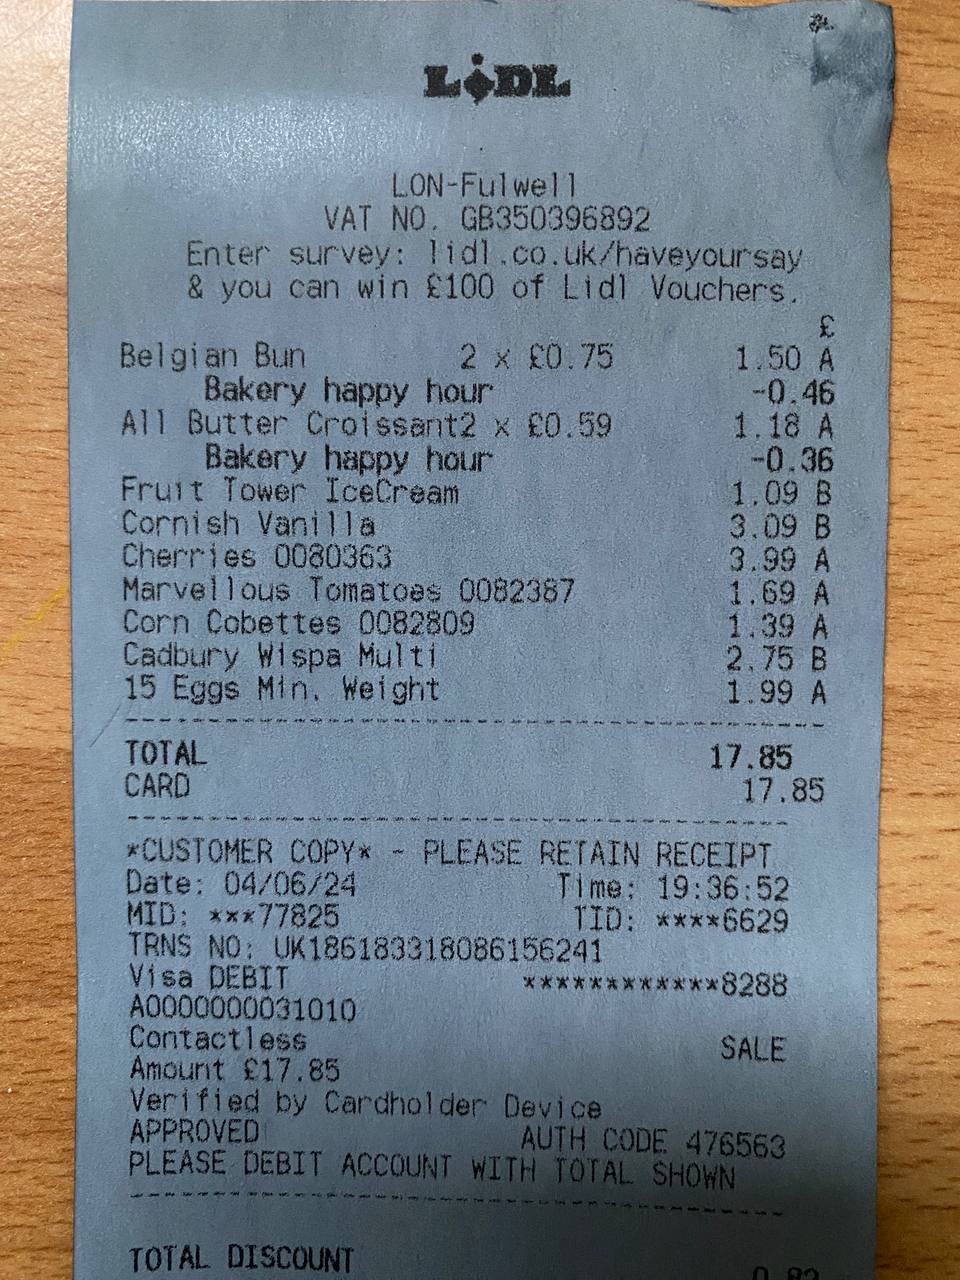 LiDL
LON-Fulwell
VAT NO. GB350396892
Enter survey: lidl.co.uk/haveyoursay
& you can win £100 of Lidl Vouchers.
£
Belgian Bun 2 x £0.75 1.50 A
Bakery happy hour -0.46
All Butter Croissant2 x £0.59 1.18 A
Bakery happy hour -0.36
Fruit Tower IceCream 1.09 B
Cornish Vanilla 3.09 B
Cherries 0080363 3.99 A
Marvellous Tomatoes 0082387 1.69 A
Corn Cobettes 0082809 1.39 A
Cadbury Wispa Multi 2.75 B
15 Eggs Min. Weight 1.99 A
TOTAL 17.85
CARD 17.85
*CUSTOMER COPY* - PLEASE RETAIN RECEIPT
Date: 04/06/24 Time: 19:36:52
MID: ***77825 TID: ****6629
TRNS NO: UK186183318086156241
Visa DEBIT ************8288
A0000000031010
Contactless SALE
Amount £17.85
Verified by Cardholder Device
APPROVED AUTH CODE 476563
PLEASE DEBIT ACCOUNT WITH TOTAL SHOWN
TOTAL DISCOUNT 0.82